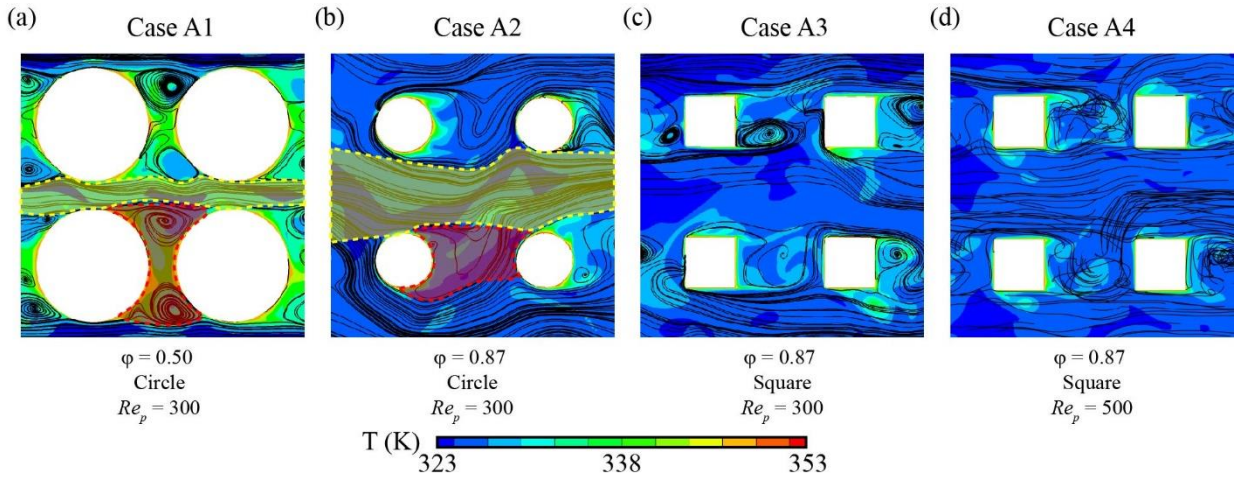 (a) Case A1 (b) Case A2 (c) Case A3 (d) Case A4
φ = 0.50 φ = 0.87 φ = 0.87 φ = 0.87
Circle Circle Square Square
Re_p = 300 Re_p = 300 Re_p = 300 Re_p = 500
T (K)
323 338 353